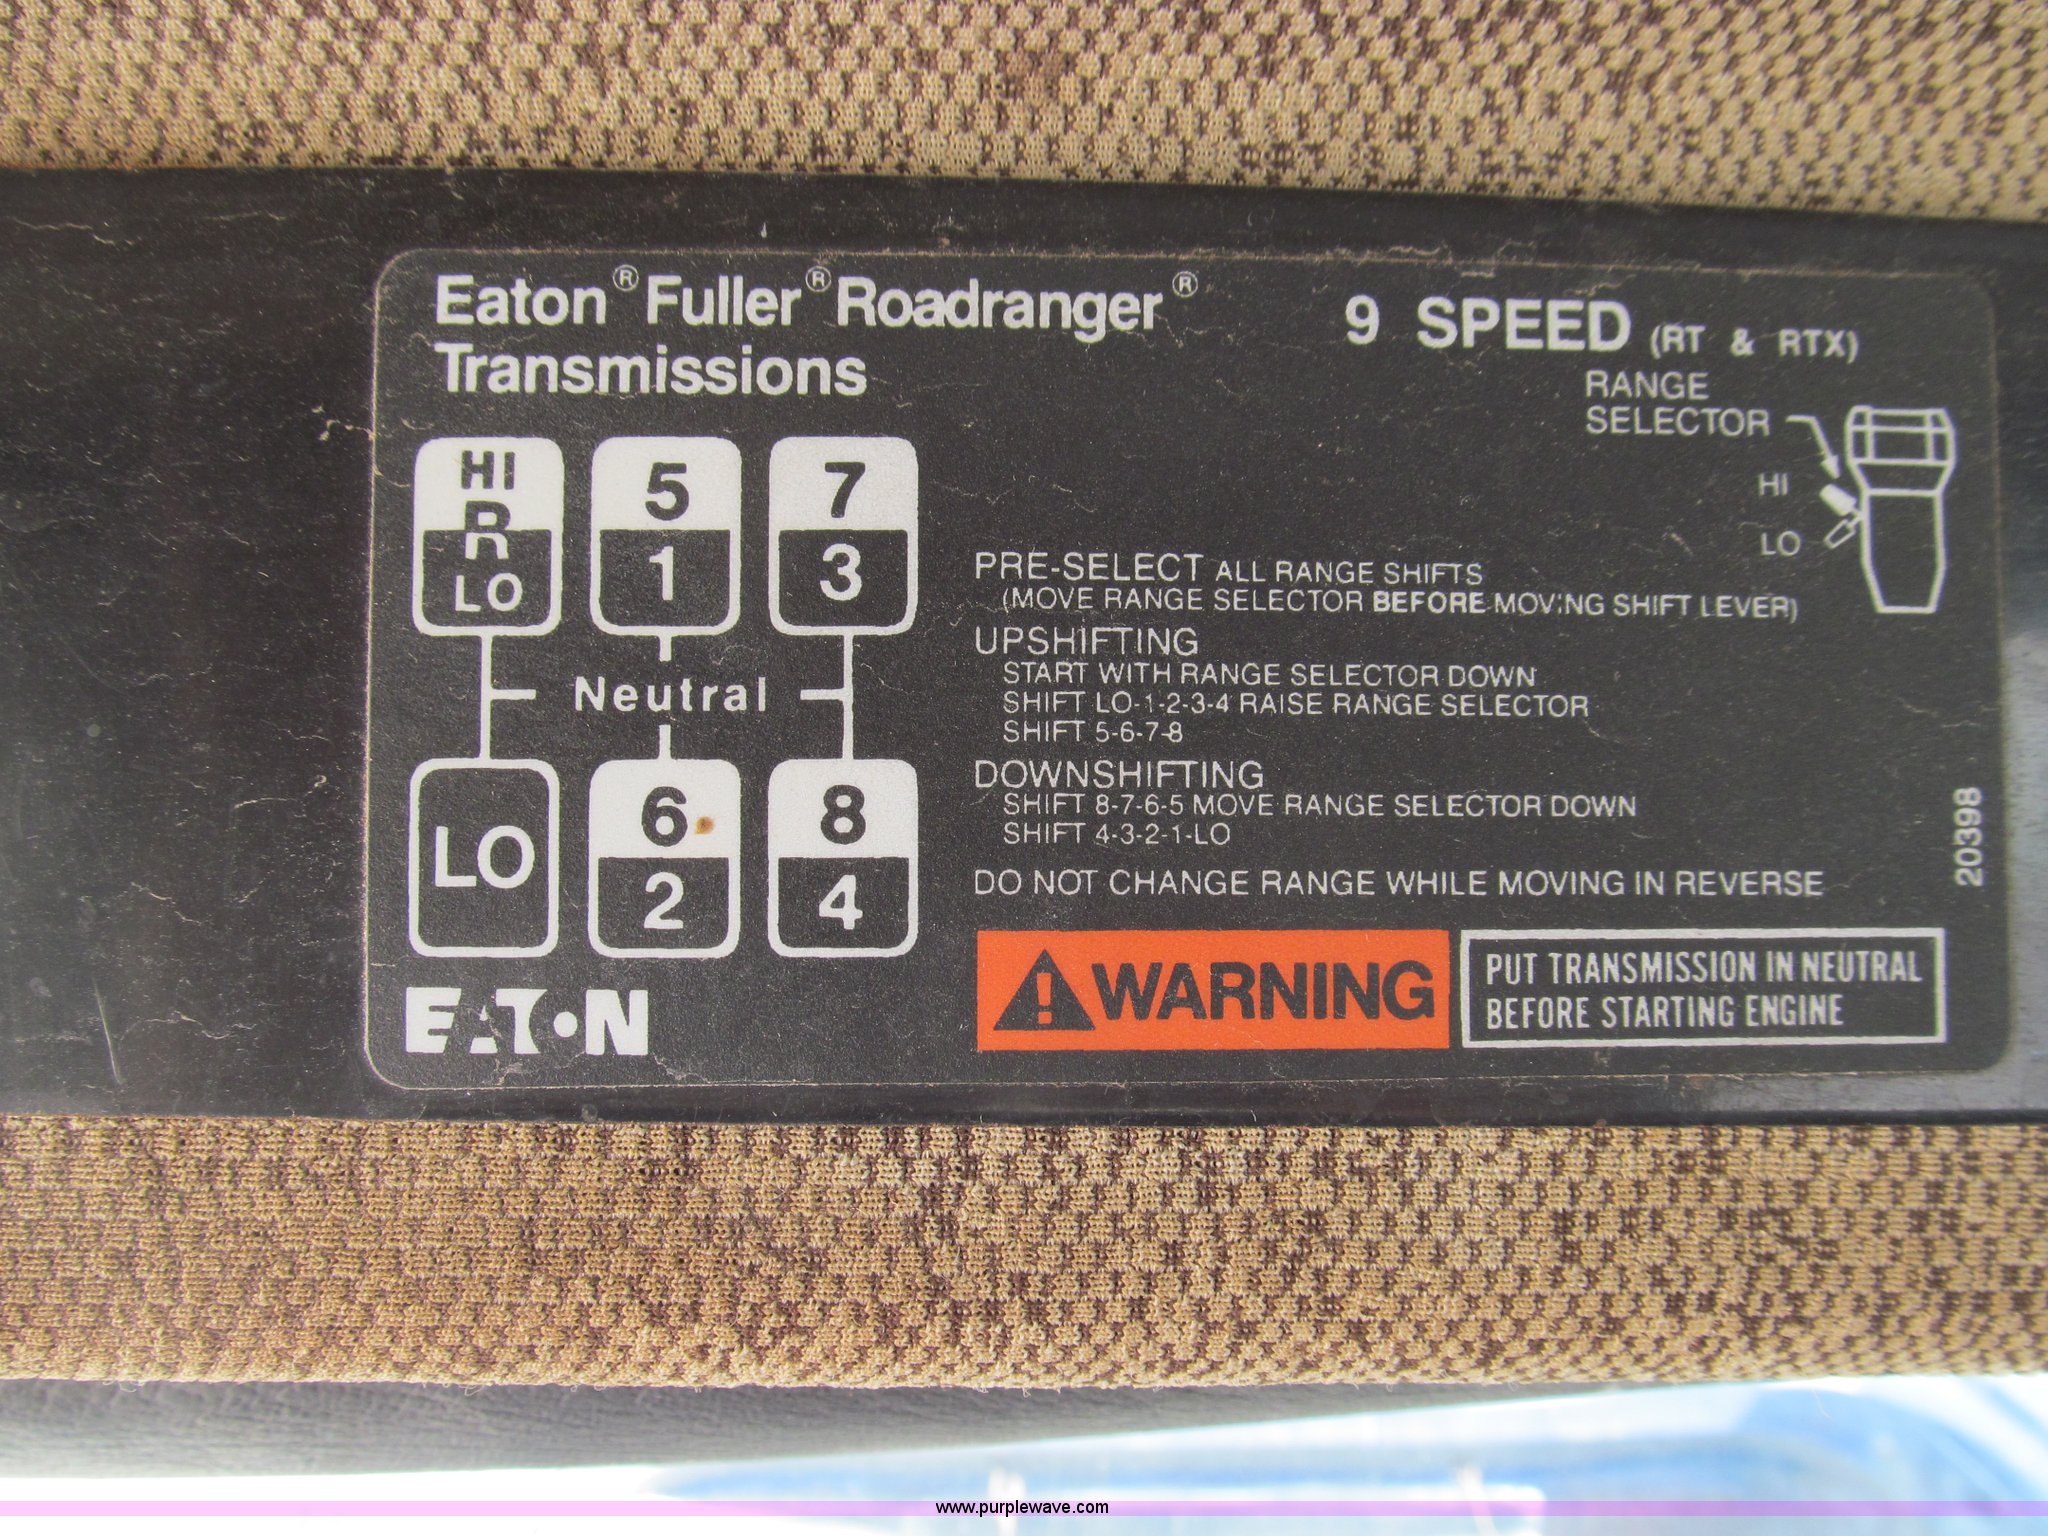 Eaton® Fuller® Roadranger®
Transmissions
9 SPEED (RT & RTX)
RANGE
SELECTOR
HI
LO
HI
R
LO
5
1
7
3
Neutral
LO
6
2
8
4
PRE-SELECT ALL RANGE SHIFTS
(MOVE RANGE SELECTOR BEFORE MOVING SHIFT LEVER)
UPSHIFTING
START WITH RANGE SELECTOR DOWN
SHIFT LO-1-2-3-4 RAISE RANGE SELECTOR
SHIFT 5-6-7-8
DOWNSHIFTING
SHIFT 8-7-6-5 MOVE RANGE SELECTOR DOWN
SHIFT 4-3-2-1-LO
DO NOT CHANGE RANGE WHILE MOVING IN REVERSE
20398
EATON
WARNING
PUT TRANSMISSION IN NEUTRAL
BEFORE STARTING ENGINE
www.purplewave.com